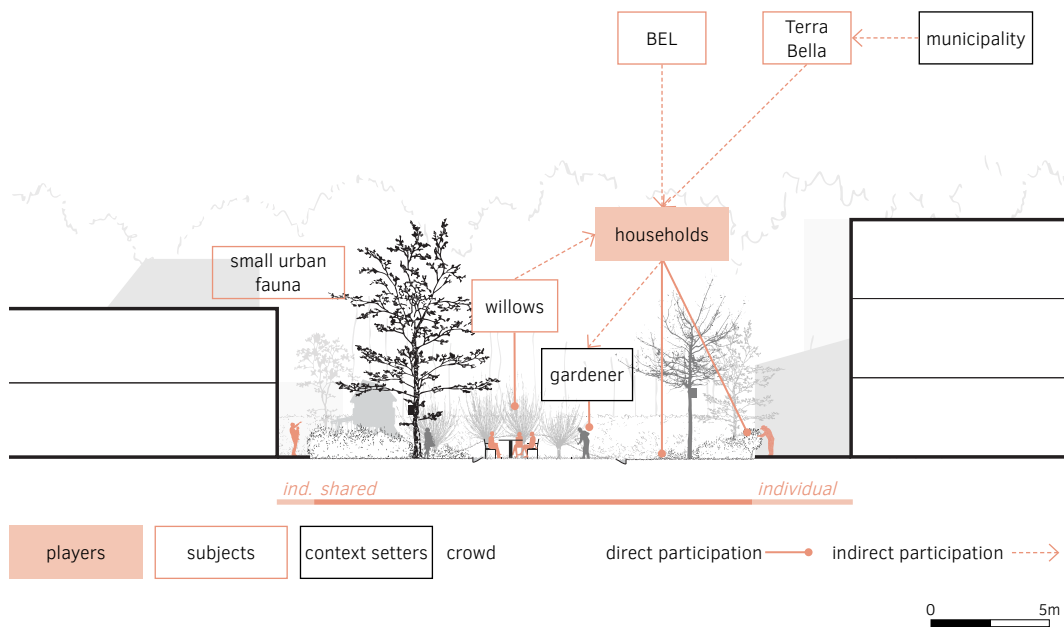 BEL
Terra
Bella
municipality
households
small urban
fauna
willows
gardener
ind. shared
individual
players
subjects
context setters
crowd
direct participation
indirect participation
0
5m